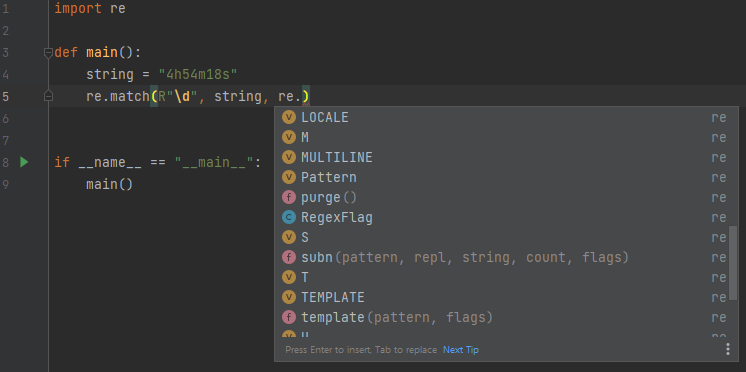 1 import re
2
3 def main():
4 string = "4h54m18s"
5 re.match(R"\d", string, re.)
6
7
8 if __name__ == "__main__":
9 main()
V LOCALE re
V M re
V MULTILINE re
V Pattern re
f purge() re
C RegexFlag re
V S re
f subn(pattern, repl, string, count, flags) re
V T re
V TEMPLATE re
f template(pattern, flags) re
Press Enter to insert, Tab to replace Next Tip